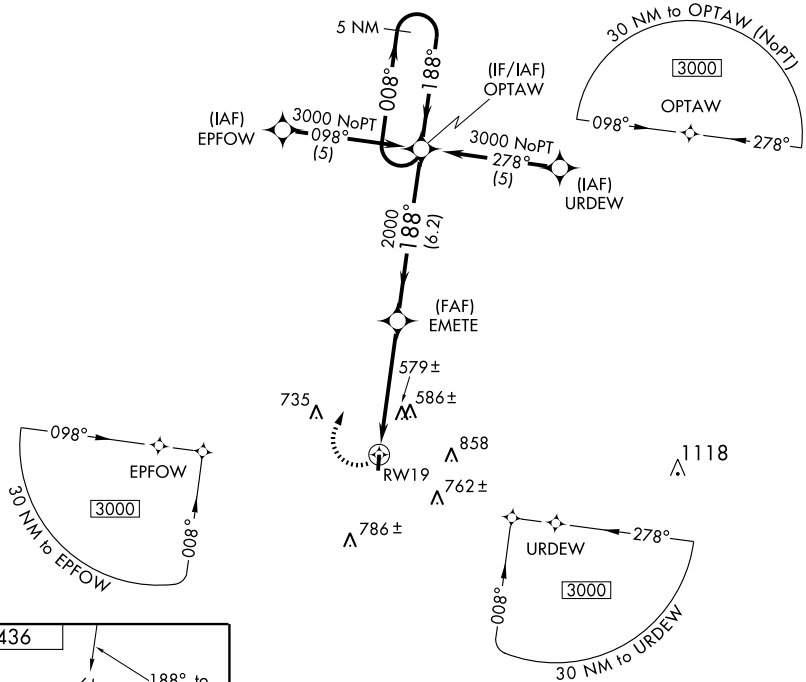 5 NM
008°
188°
(IF/IAF)
OPTAW
30 NM to OPTAW (NoPT)
3000
OPTAW
098°
278°
(IAF)
EPFOW
3000 NoPT
098°
(5)
3000 NoPT
278°
(5)
(IAF)
URDEW
2000
188°
(6.2)
(FAF)
EMETE
579±
735
586±
858
RW19
762±
1118
786±
098°
EPFOW
3000
008°
30 NM to EPFOW
278°
URDEW
3000
008°
30 NM to URDEW
436
188° to